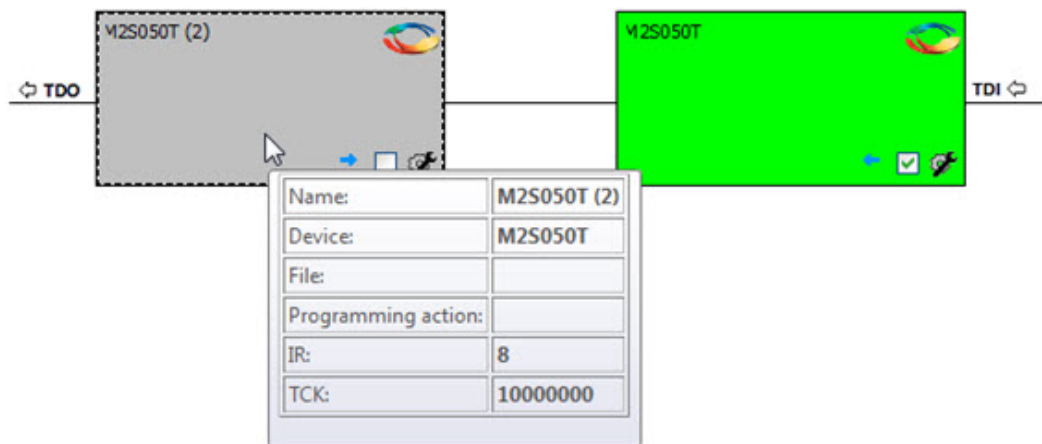 M2S050T (2)
M2S050T
TDO
TDI
Name: M2S050T (2)
Device: M2S050T
File:
Programming action:
IR: 8
TCK: 10000000